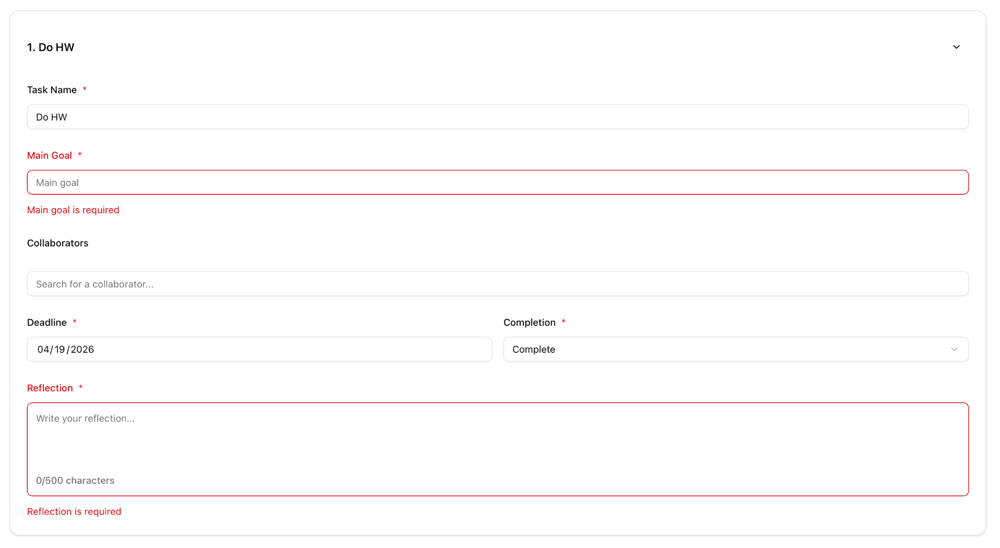 1. Do HW
Task Name *
Do HW
Main Goal *
Main goal
Main goal is required
Collaborators
Search for a collaborator...
Deadline *
Completion *
04/19/2026
Complete
Reflection *
Write your reflection...
0/500 characters
Reflection is required